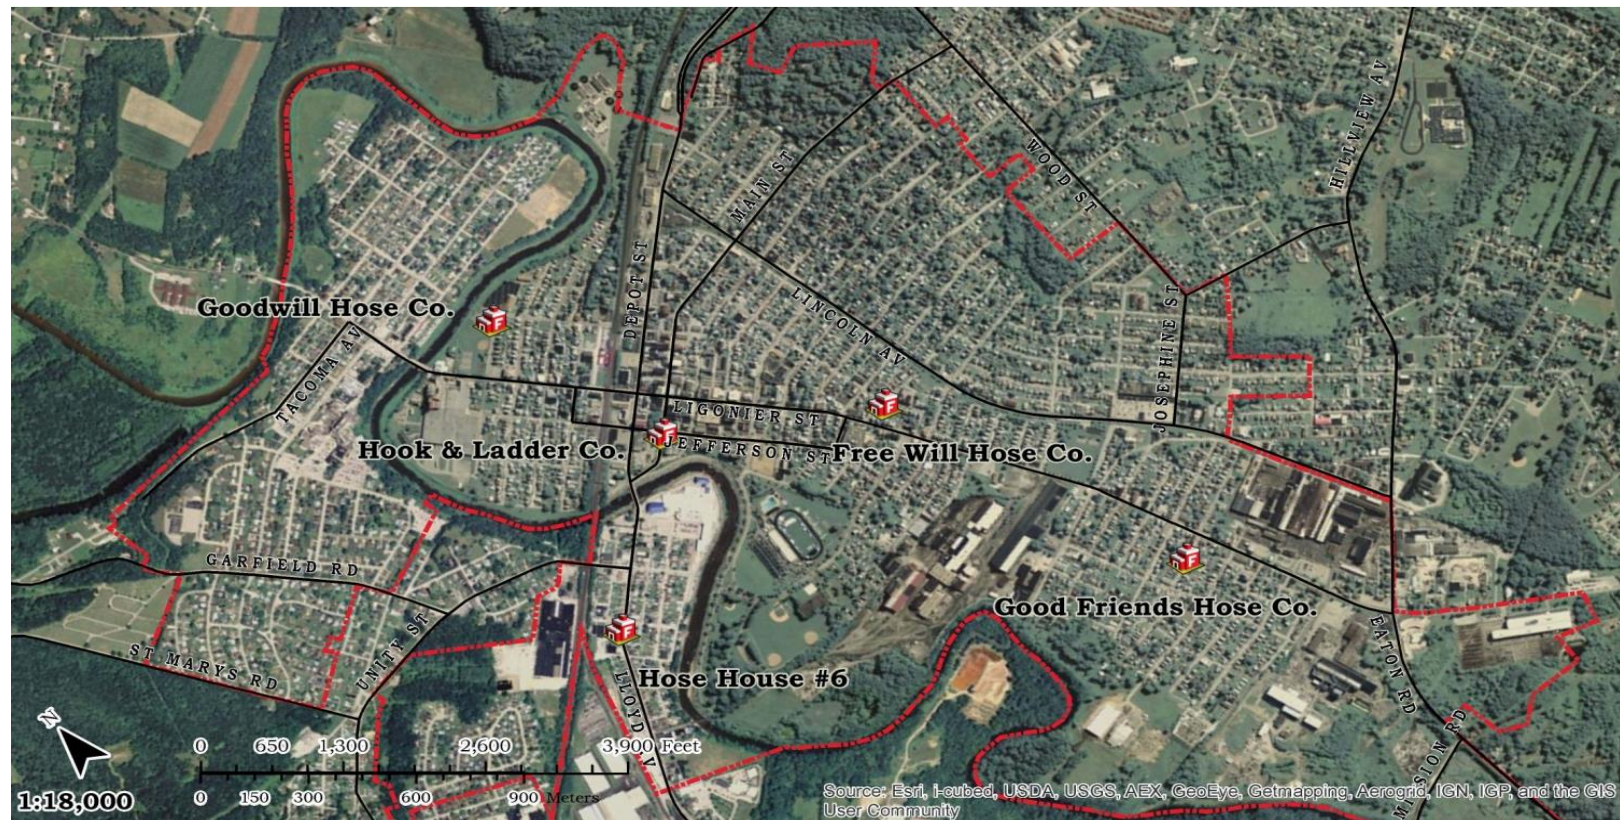 HILLVIEW AV
WOOD ST
MAIN ST
DEPOT ST
Goodwill Hose Co.
LINCOLN AV
JOSEPHINE ST
TACOMA AV
LIGONIER ST
JEFFERSON ST
Hook & Ladder Co.
Free Will Hose Co.
GARFIELD RD
Good Friends Hose Co.
UNITY ST
ST MARYS RD
Hose House #6
LLOYD AV
EATON RD
MISSION RD
N
0 650 1,300 2,600 3,900 Feet
0 150 300 600 900 Meters
1:18,000
Source: Esri, i-cubed, USDA, USGS, AEX, GeoEye, Getmapping, Aerogrid, IGN, IGP, and the GIS
User Community